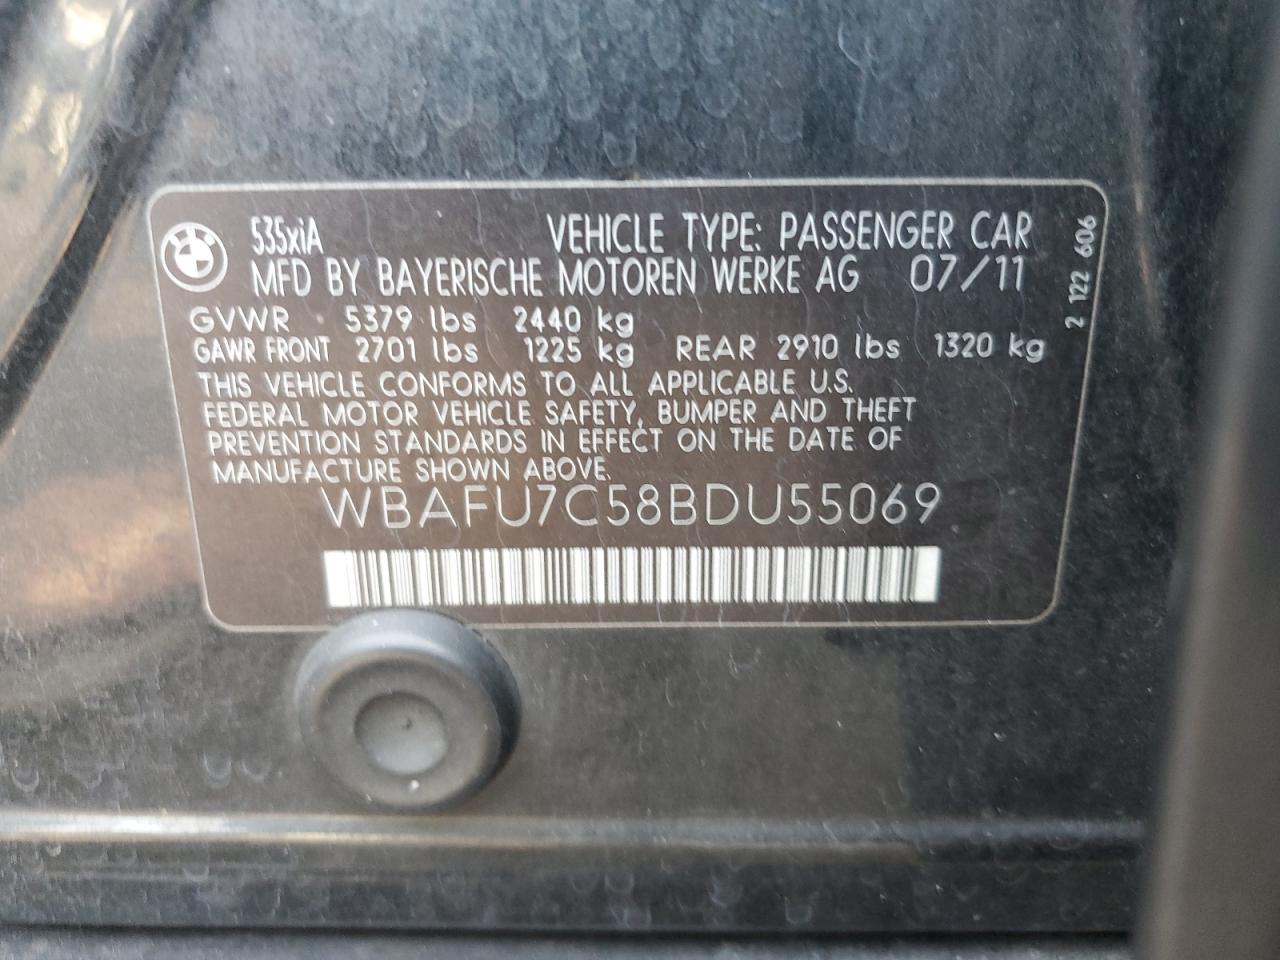 535xiA VEHICLE TYPE: PASSENGER CAR
MFD BY BAYERISCHE MOTOREN WERKE AG 07/11
GVWR 5379 lbs 2440 kg
GAWR FRONT 2701 lbs 1225 kg REAR 2910 lbs 1320 kg
THIS VEHICLE CONFORMS TO ALL APPLICABLE U.S.
FEDERAL MOTOR VEHICLE SAFETY, BUMPER AND THEFT
PREVENTION STANDARDS IN EFFECT ON THE DATE OF
MANUFACTURE SHOWN ABOVE.
WBAFU7C58BDU55069
2 122 606